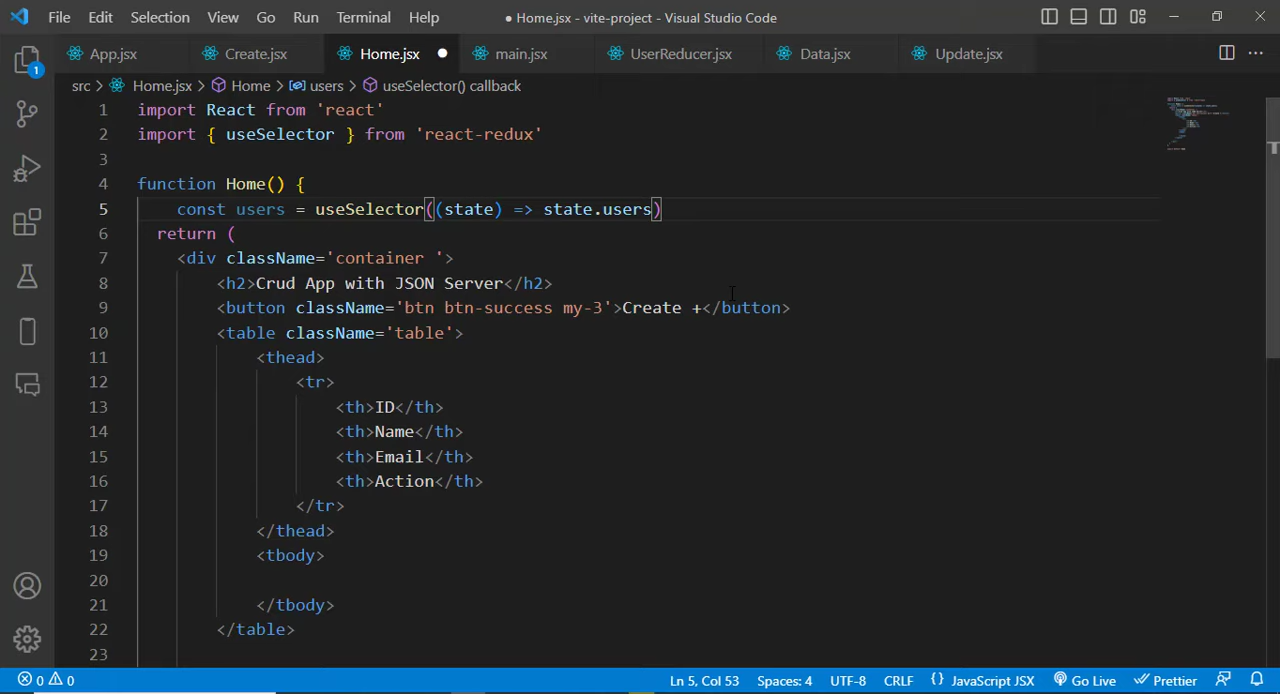 File Edit Selection View Go Run Terminal Help ● Home.jsx - vite-project - Visual Studio Code
App.jsx Create.jsx Home.jsx ● main.jsx UserReducer.jsx Data.jsx Update.jsx
1
src > Home.jsx > Home > users > useSelector() callback
1 import React from 'react'
2 import { useSelector } from 'react-redux'
3
4 function Home() {
5 const users = useSelector((state) => state.users)
6 return (
7 <div className='container '>
8 <h2>Crud App with JSON Server</h2>
9 <button className='btn btn-success my-3'>Create +</button>
10 <table className='table'>
11 <thead>
12 <tr>
13 <th>ID</th>
14 <th>Name</th>
15 <th>Email</th>
16 <th>Action</th>
17 </tr>
18 </thead>
19 <tbody>
20
21 </tbody>
22 </table>
23
0 0 Ln 5, Col 53 Spaces: 4 UTF-8 CRLF {} JavaScript JSX Go Live Prettier